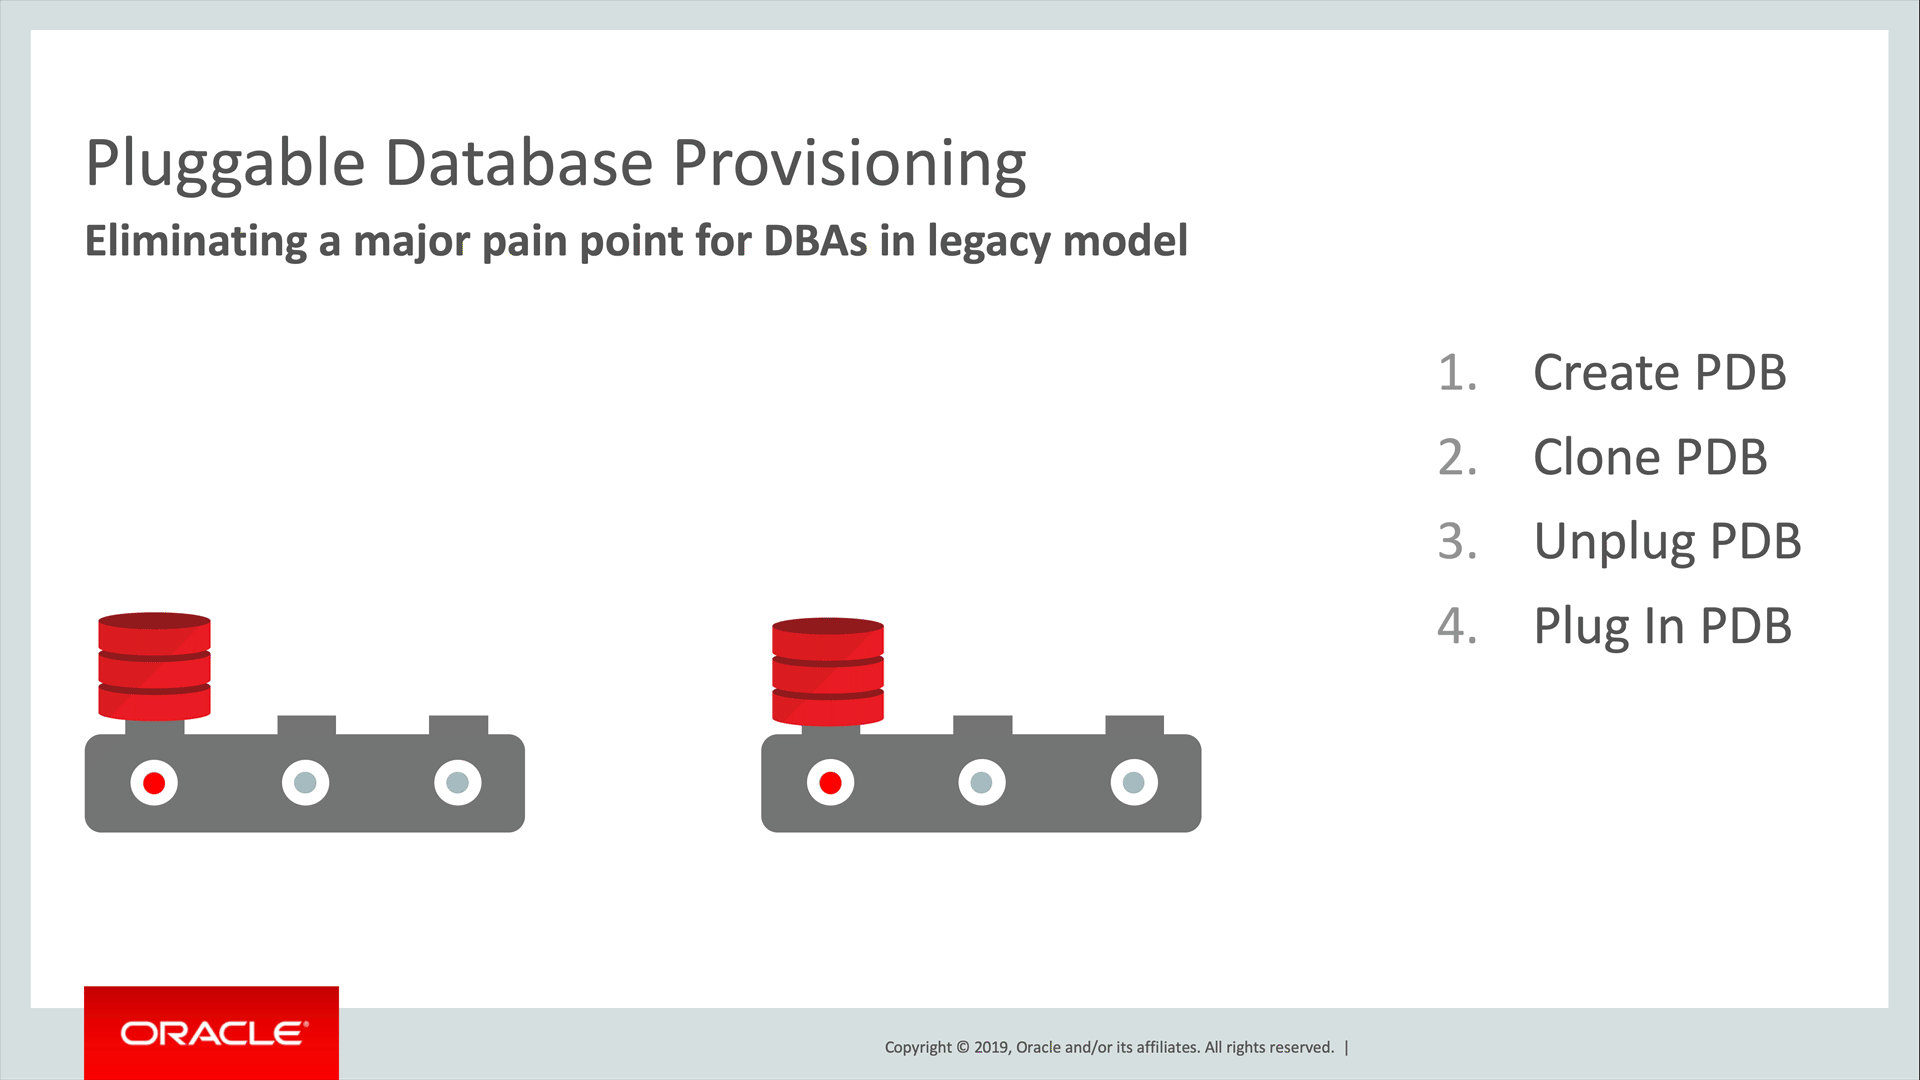 Pluggable Database Provisioning
Eliminating a major pain point for DBAs in legacy model
1. Create PDB
2. Clone PDB
3. Unplug PDB
4. Plug In PDB
ORACLE®
Copyright © 2019, Oracle and/or its affiliates. All rights reserved. |